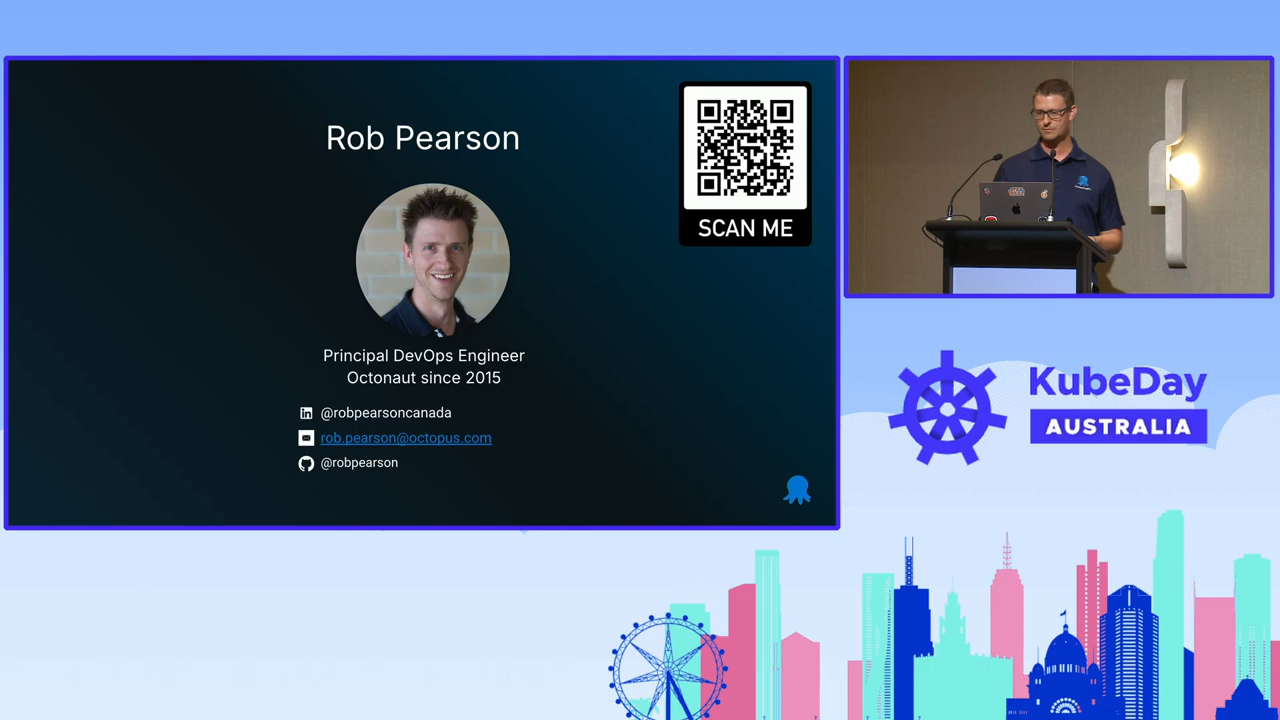 Rob Pearson
SCAN ME
Principal DevOps Engineer
Octonaut since 2015
@robpearsoncanada
rob.pearson@octopus.com
@robpearson
KubeDay
AUSTRALIA